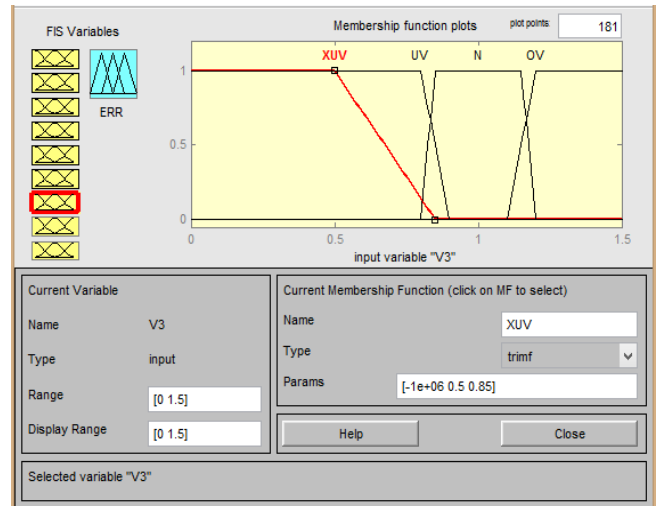 FIS Variables
Membership function plots
plot points
181
ERR
XUV UV N OV
1
0.5
0
0 0.5 1 1.5
input variable "V3"
Current Variable
Name V3
Type input
Range [0 1.5]
Display Range [0 1.5]
Current Membership Function (click on MF to select)
Name XUV
Type trimf
Params [-1e+06 0.5 0.85]
Help Close
Selected variable "V3"